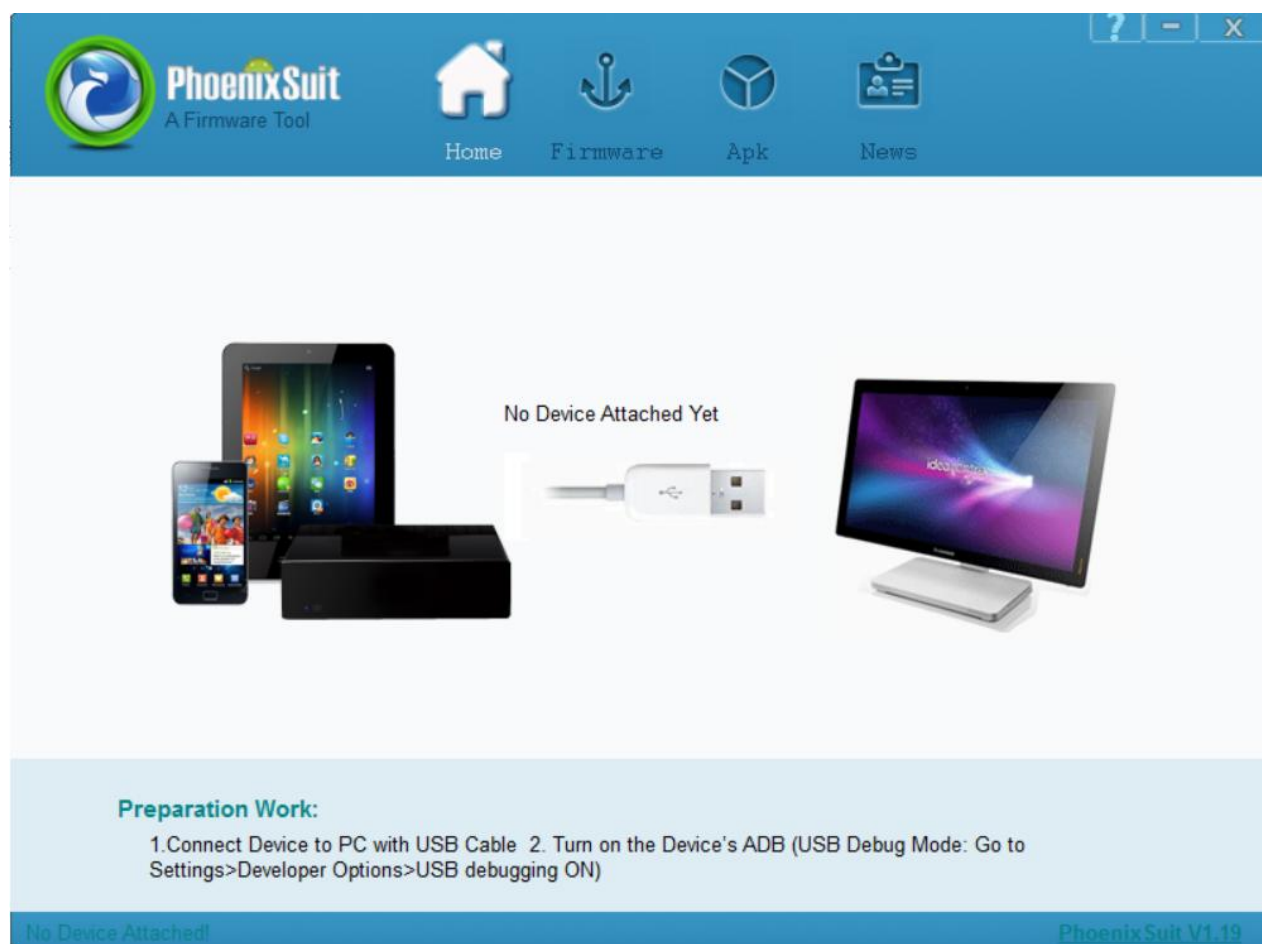 ? - X
PhoenixSuit
A Firmware Tool
Home Firmware Apk News
No Device Attached Yet
Preparation Work:
1.Connect Device to PC with USB Cable 2. Turn on the Device's ADB (USB Debug Mode: Go to
Settings>Developer Options>USB debugging ON)
No Device Attached! PhoenixSuit V1.19